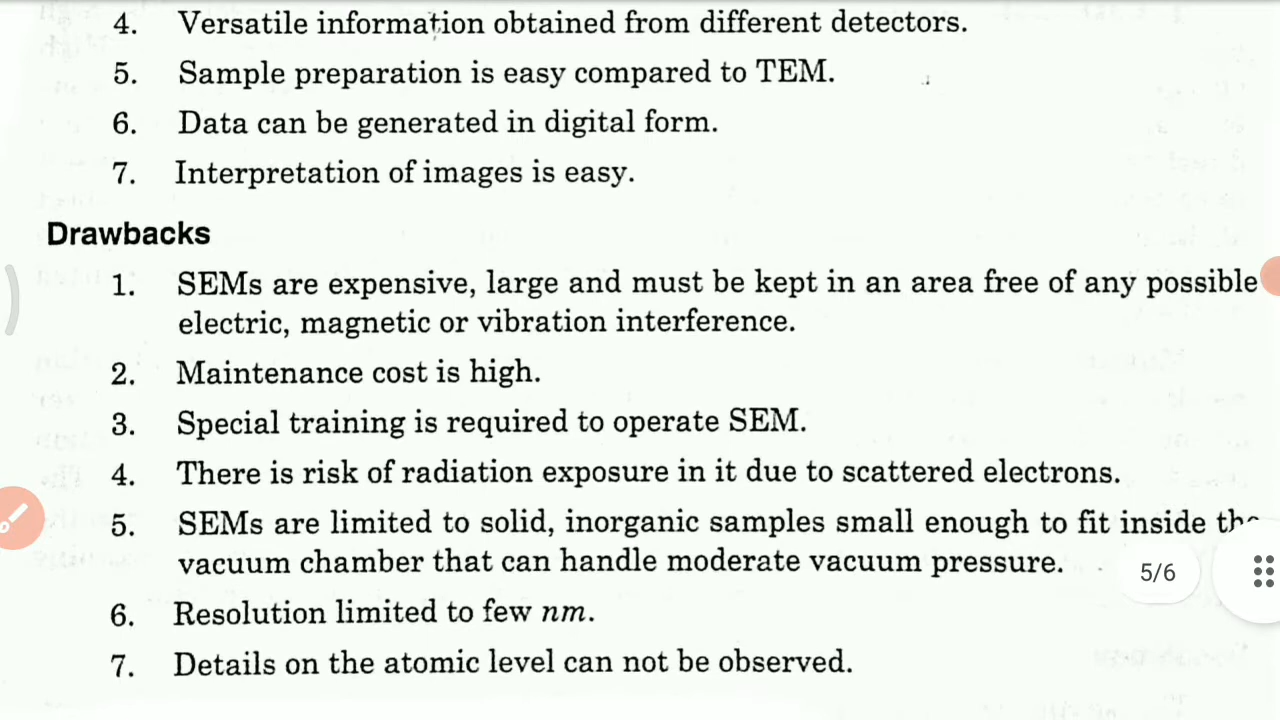 4. Versatile information obtained from different detectors.
5. Sample preparation is easy compared to TEM.
6. Data can be generated in digital form.
7. Interpretation of images is easy.
Drawbacks
1. SEMs are expensive, large and must be kept in an area free of any possible
electric, magnetic or vibration interference.
2. Maintenance cost is high.
3. Special training is required to operate SEM.
4. There is risk of radiation exposure in it due to scattered electrons.
5. SEMs are limited to solid, inorganic samples small enough to fit inside the
vacuum chamber that can handle moderate vacuum pressure.
5/6
6. Resolution limited to few nm.
7. Details on the atomic level can not be observed.